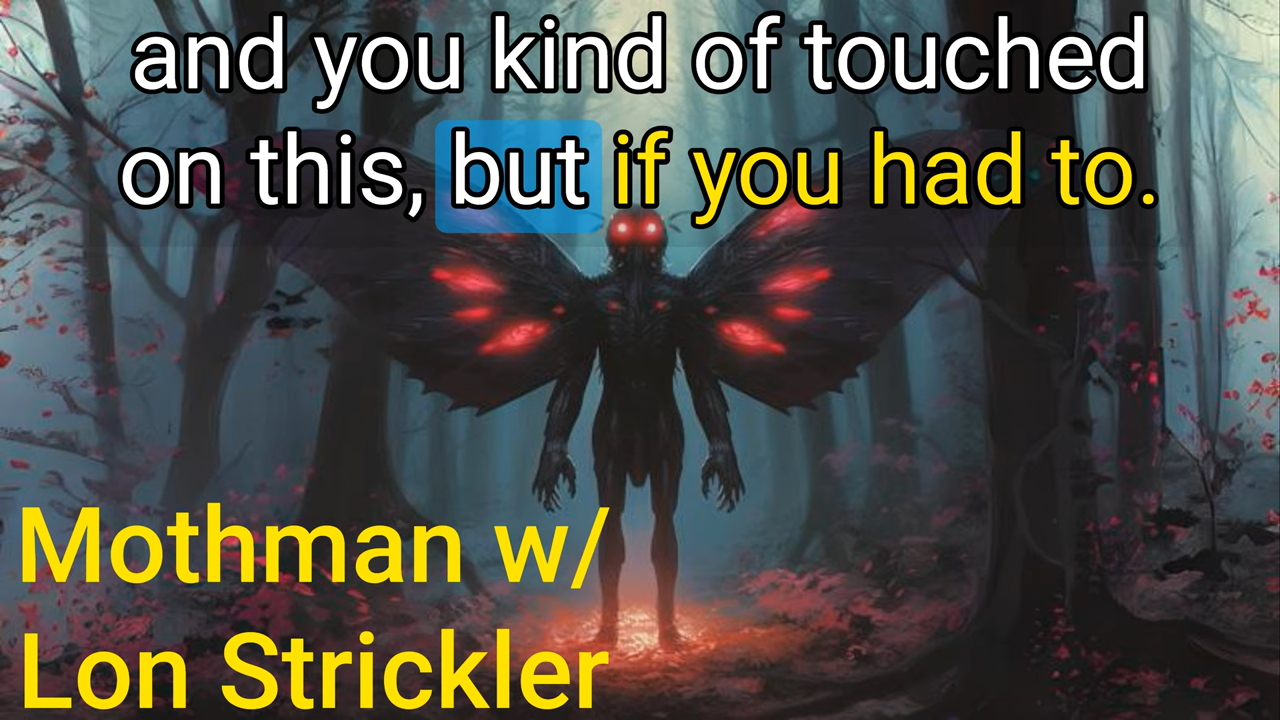 and you kind of touched
on this, but if you had to.
Mothman w/
Lon Strickler